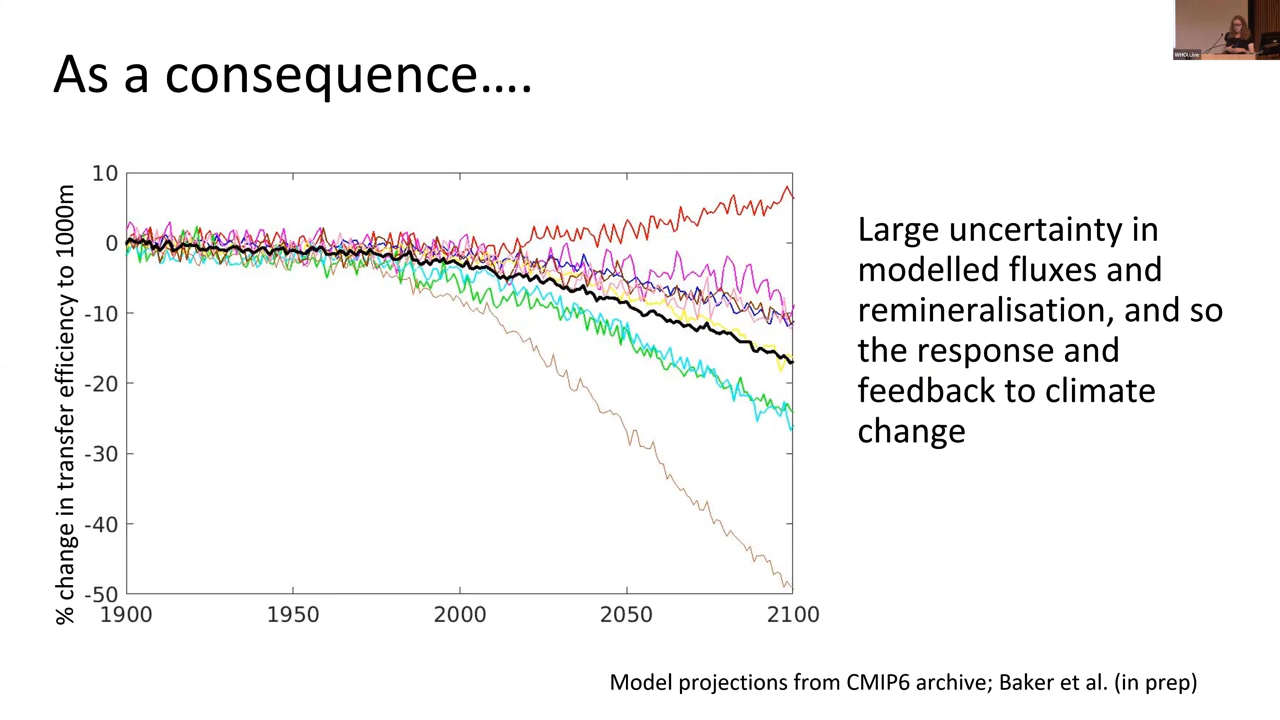 As a consequence....
% change in transfer efficiency to 1000m
10
0
-10
-20
-30
-40
-50
1900
1950
2000
2050
2100
Large uncertainty in
modelled fluxes and
remineralisation, and so
the response and
feedback to climate
change
Model projections from CMIP6 archive; Baker et al. (in prep)
WHOI Live